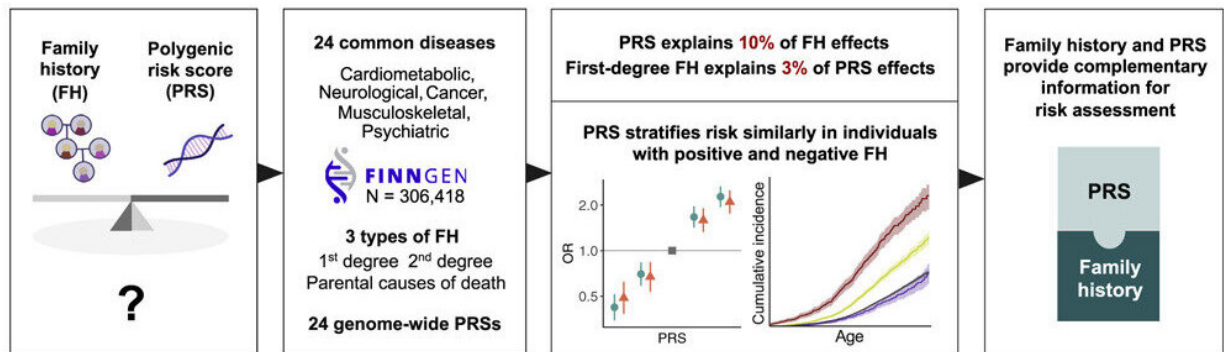 Family
history
(FH)
Polygenic
risk score
(PRS)
?
24 common diseases
Cardiometabolic,
Neurological, Cancer,
Musculoskeletal,
Psychiatric
FINNGEN
N = 306,418
3 types of FH
1st degree 2nd degree
Parental causes of death
24 genome-wide PRSs
PRS explains 10% of FH effects
First-degree FH explains 3% of PRS effects
PRS stratifies risk similarly in individuals
with positive and negative FH
OR
2.0
1.0
0.5
PRS
Cumulative incidence
Age
Family history and PRS
provide complementary
information for
risk assessment
PRS
Family
history